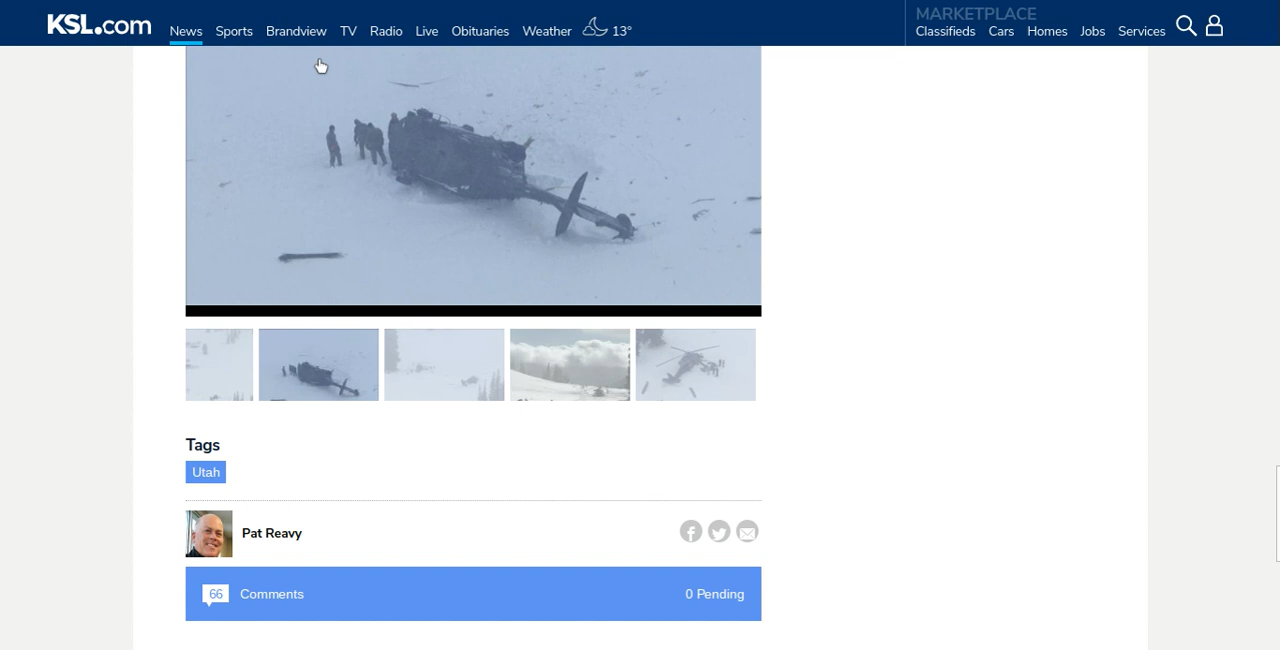 KSL.com News Sports Brandview TV Radio Live Obituaries Weather 13° 
MARKETPLACE
Classifieds Cars Homes Jobs Services
Tags
Utah
Pat Reavy
66 Comments 0 Pending